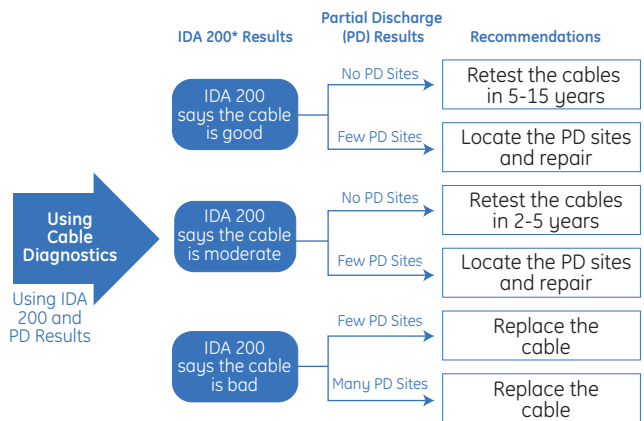 IDA 200* Results
Partial Discharge
(PD) Results
Recommendations
Using
Cable
Diagnostics
Using IDA
200 and
PD Results
IDA 200
says the cable
is good
No PD Sites
Retest the cables
in 5-15 years
Few PD Sites
Locate the PD sites
and repair
IDA 200
says the cable
is moderate
No PD Sites
Retest the cables
in 2-5 years
Few PD Sites
Locate the PD sites
and repair
IDA 200
says the cable
is bad
Few PD Sites
Replace the
cable
Many PD Sites
Replace the
cable